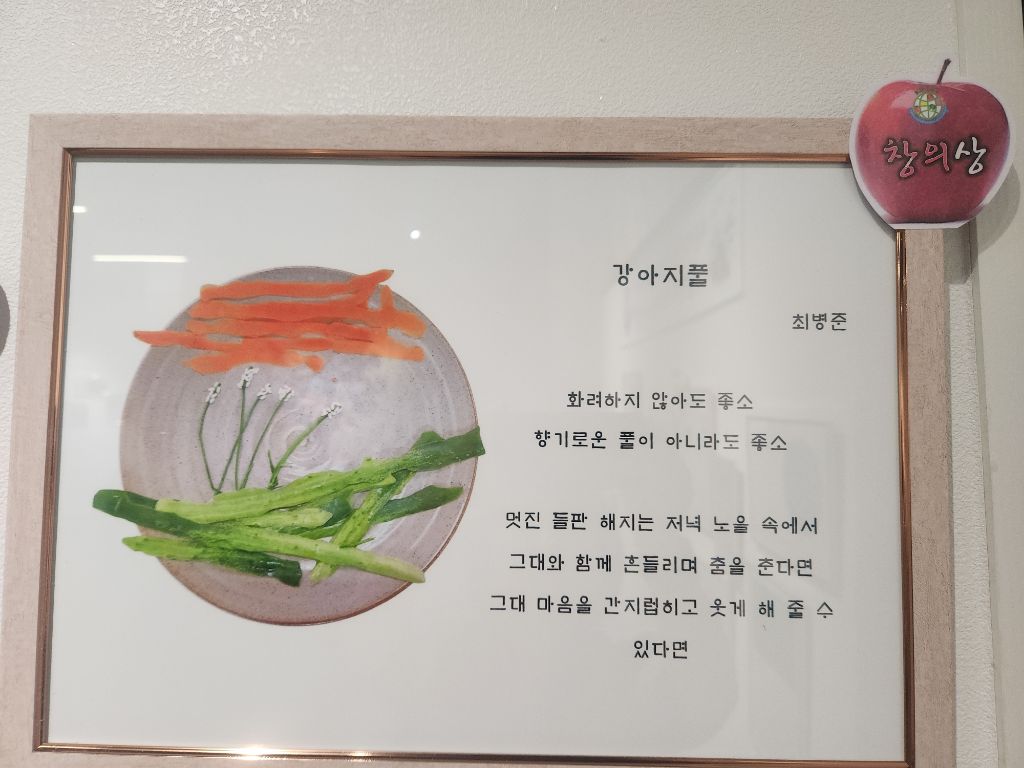 창의상
강아지풀
최병준
화려하지 않아도 좋소
향기로운 풀이 아니라도 좋소
멋진 들판 해지는 저녁 노을 속에서
그대와 함께 흔들리며 춤을 춘다면
그대 마음을 간지럽히고 웃게 해 줄 수
있다면